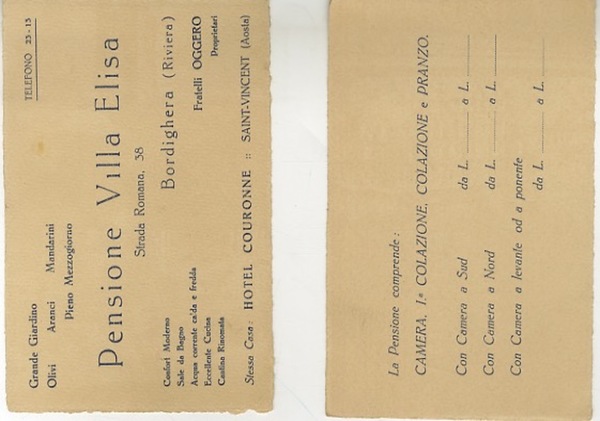 TELEFONO 23-13
Grande Giardino
Olivi Aranci Mandarini
Pieno Mezzogiorno
Pensione Villa Elisa
Strada Romana, 38
Bordighera (Riviera)
Confort Moderno
Sale da Bagno
Acqua corrente calda e fredda
Eccellente Cucina
Cantina Rinomata
Fratelli OGGERO
Proprietari
Stessa Casa: HOTEL COURONNE :: SAINT-VINCENT (Aosta)
La Pensione comprende:
CAMERA, Iª COLAZIONE, COLAZIONE e PRANZO.
Con Camera a Sud da L. a L.
Con Camera a Nord da L. a L.
Con Camera a levante od a ponente
da L. a L.